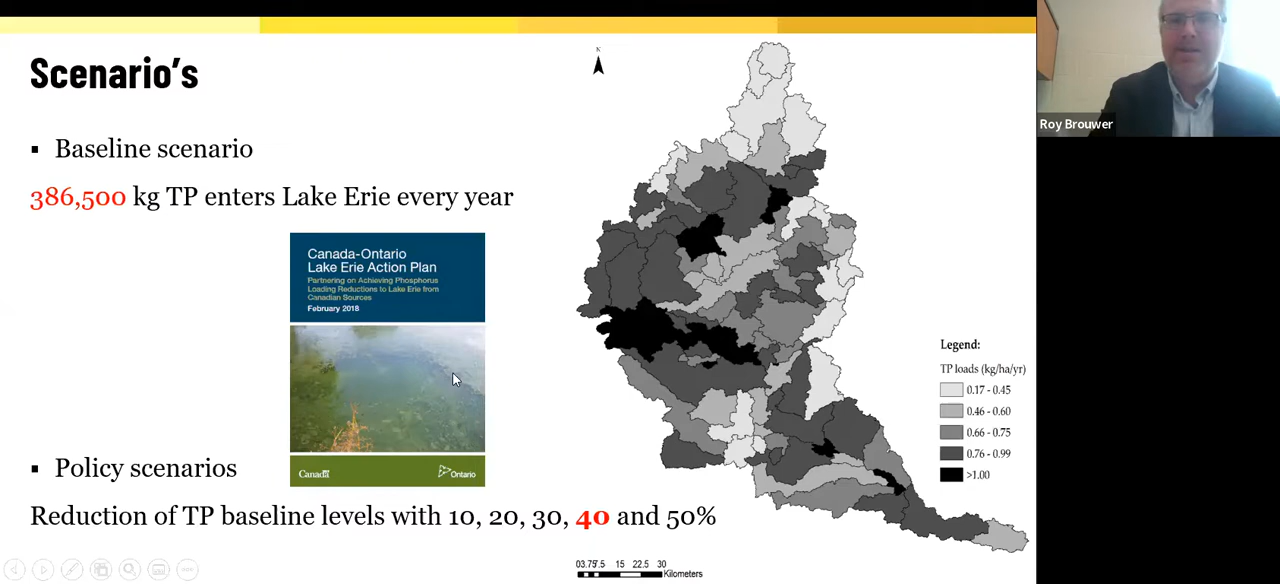 Scenario's
▪ Baseline scenario
386,500 kg TP enters Lake Erie every year
Canada-Ontario
Lake Erie Action Plan
Partnering on Achieving Phosphorus
Loading Reductions to Lake Erie from
Canadian Sources
February 2018
Canada
Ontario
▪ Policy scenarios
Reduction of TP baseline levels with 10, 20, 30, 40 and 50%
N
Legend:
TP loads (kg/ha/yr)
0.17 - 0.45
0.46 - 0.60
0.66 - 0.75
0.76 - 0.99
>1.00
03.757.5 15 22.5 30
Kilometers
Roy Brouwer